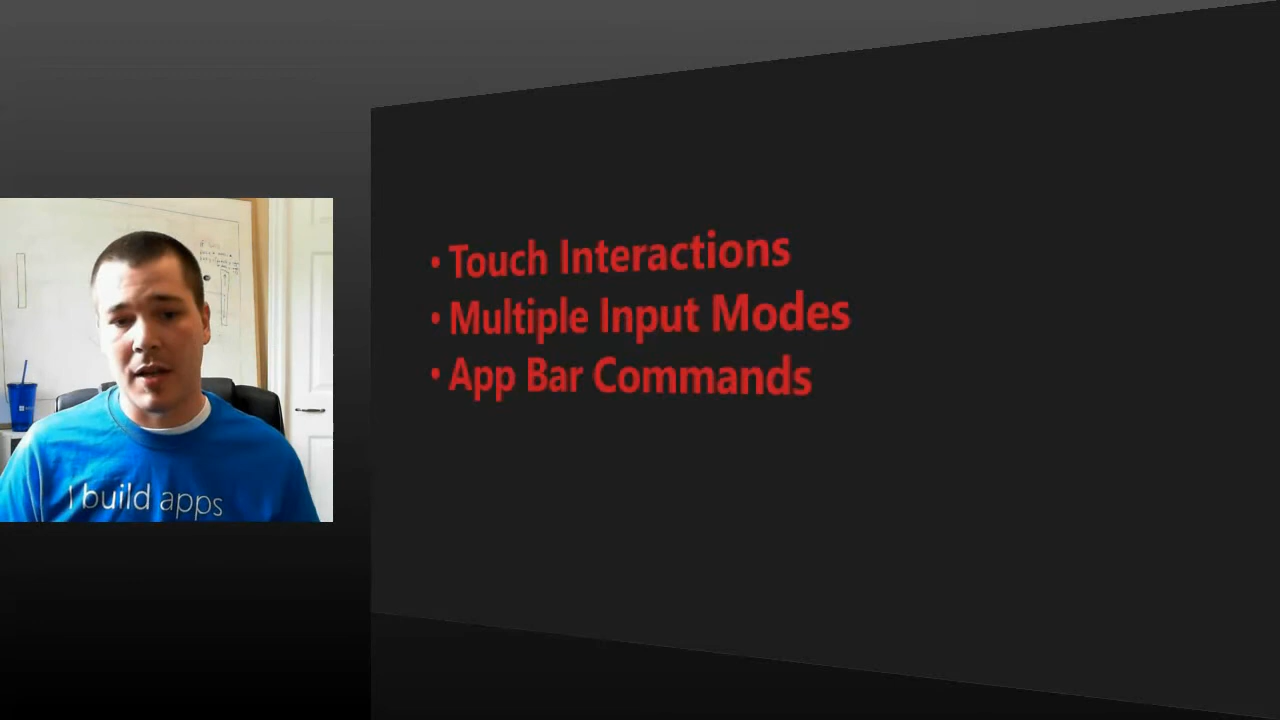 • Touch Interactions
• Multiple Input Modes
• App Bar Commands
I build apps